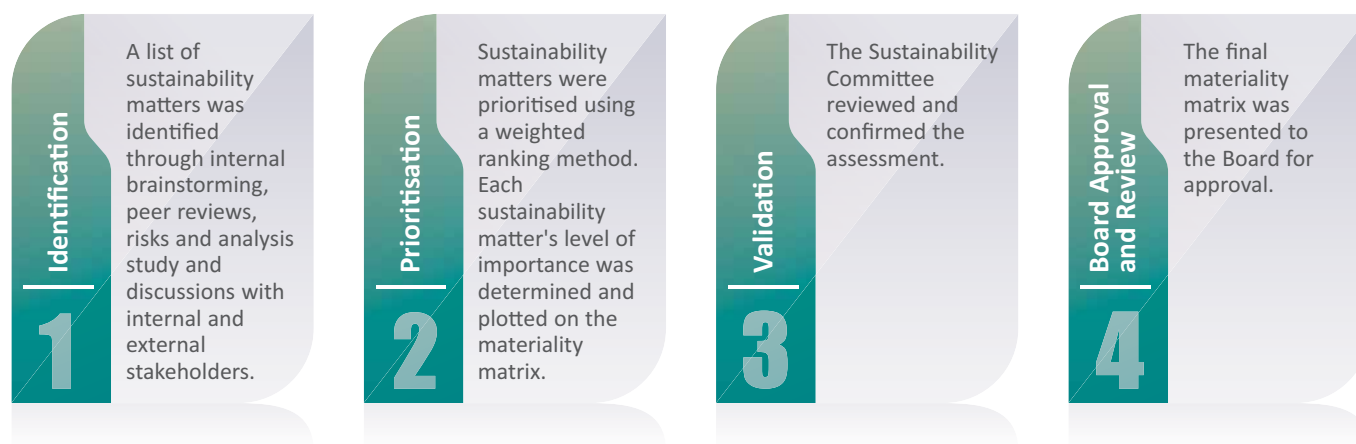 Identification
1
A list of
sustainability
matters was
identified
through internal
brainstorming,
peer reviews,
risks and analysis
study and
discussions with
internal and
external
stakeholders.
Prioritisation
2
Sustainability
matters were
prioritised using
a weighted
ranking method.
Each
sustainability
matter's level of
importance was
determined and
plotted on the
materiality
matrix.
Validation
3
The Sustainability
Committee
reviewed and
confirmed the
assessment.
Board Approval
and Review
4
The final
materiality
matrix was
presented to
the Board for
approval.